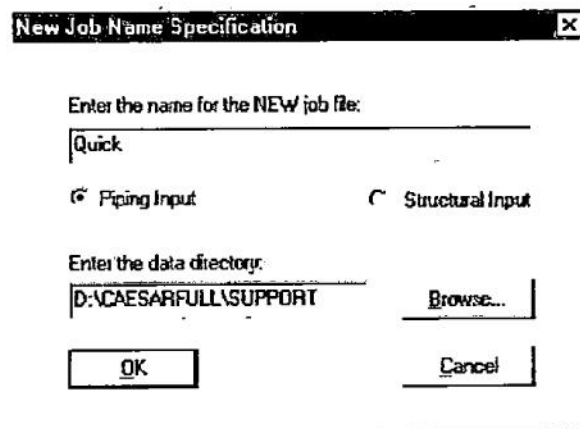 New Job Name Specification
Enter the name for the NEW job file:
Quick
Piping Input
Structural Input
Enter the data directory:
D:\CAESARFULL\SUPPORT
Browse...
OK
Cancel